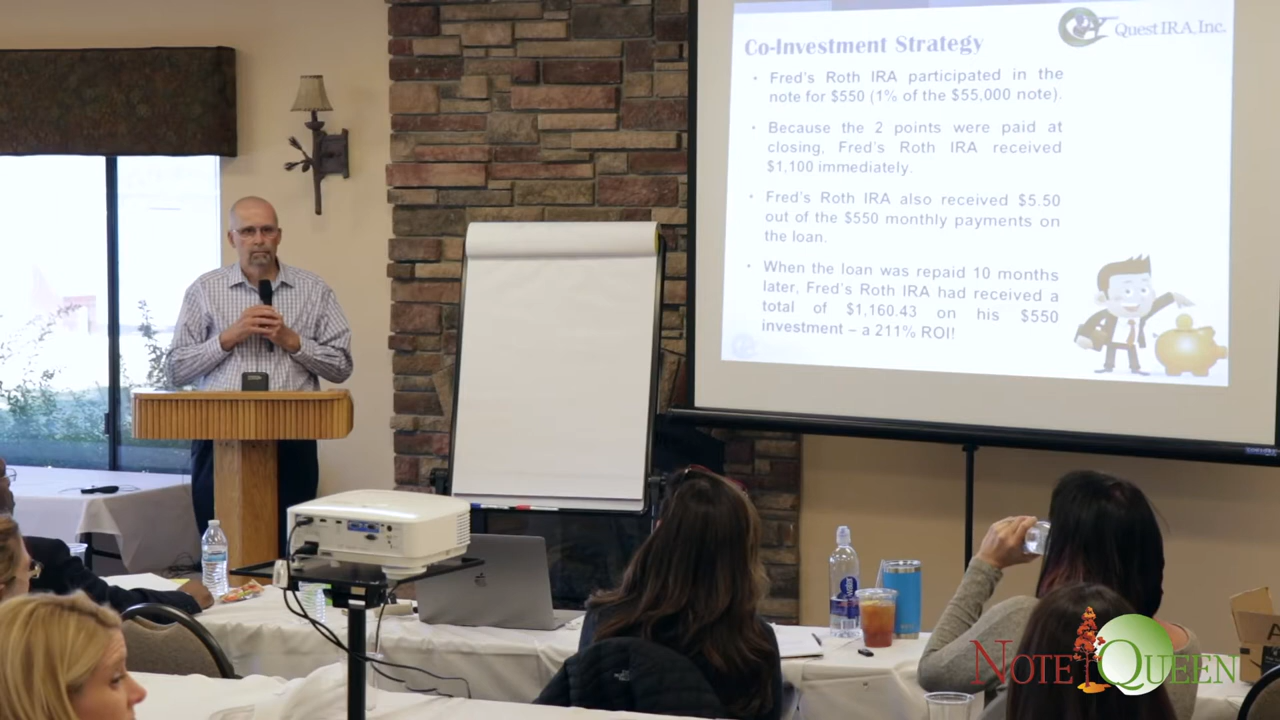 Quest IRA, Inc.
Co-Investment Strategy
• Fred's Roth IRA participated in the
note for $550 (1% of the $55,000 note).
• Because the 2 points were paid at
closing, Fred's Roth IRA received
$1,100 immediately.
• Fred's Roth IRA also received $5.50
out of the $550 monthly payments on
the loan.
• When the loan was repaid 10 months
later, Fred's Roth IRA had received a
total of $1,160.43 on his $550
investment – a 211% ROI!
NOTE QUEEN